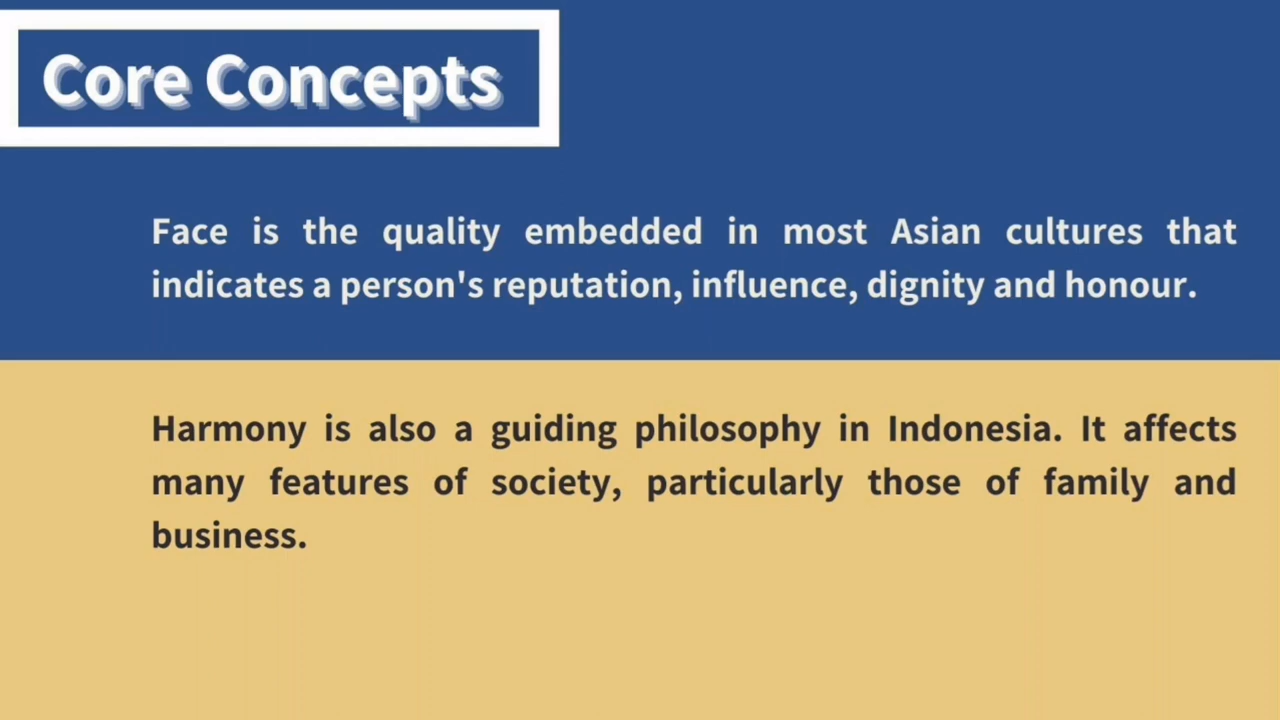 Core Concepts
Face is the quality embedded in most Asian cultures that
indicates a person's reputation, influence, dignity and honour.
Harmony is also a guiding philosophy in Indonesia. It affects
many features of society, particularly those of family and
business.